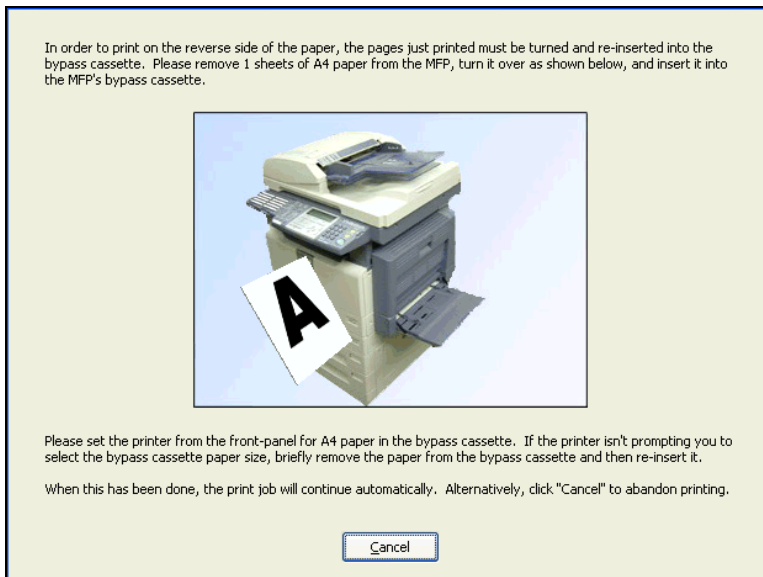 In order to print on the reverse side of the paper, the pages just printed must be turned and re-inserted into the
bypass cassette.  Please remove 1 sheets of A4 paper from the MFP, turn it over as shown below, and insert it into
the MFP's bypass cassette.
A
Please set the printer from the front-panel for A4 paper in the bypass cassette.  If the printer isn't prompting you to
select the bypass cassette paper size, briefly remove the paper from the bypass cassette and then re-insert it.
When this has been done, the print job will continue automatically.  Alternatively, click "Cancel" to abandon printing.
Cancel